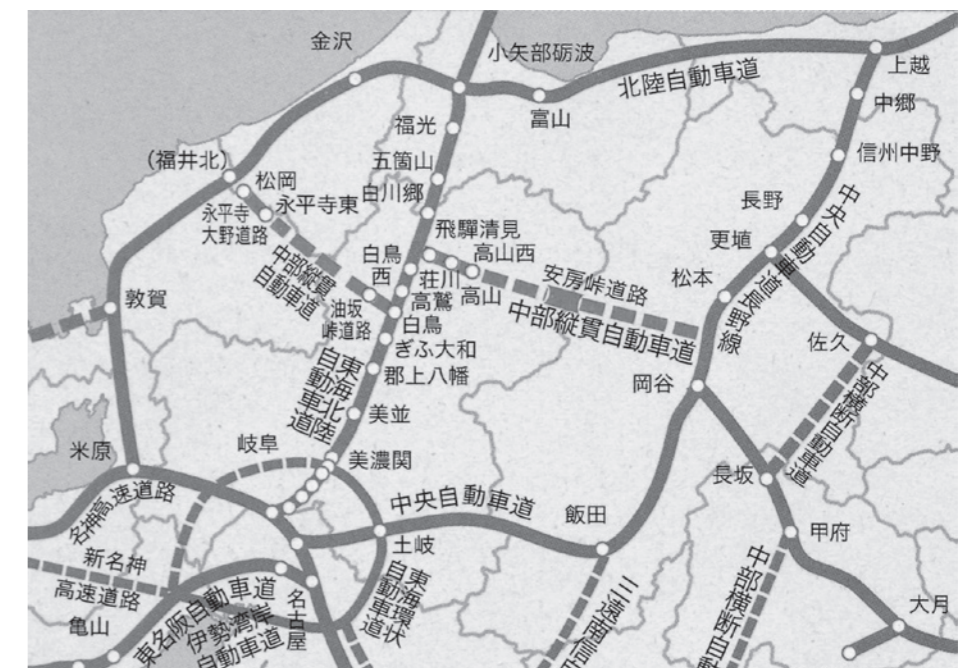 金沢
小矢部砺波
北陸自動車道
上越
富山
中郷
福光
信州中野
(福井北)
五箇山
松岡
白川郷
永平寺東
永平寺
大野道路
長野
中央自動車道長野線
飛驒清見
更埴
白鳥
西
高山西
荘川
高山
安房峠道路
松本
中部縦貫
自動車道
高鷲
油坂
峠道路
敦賀
白鳥
中部縦貫自動車道
佐久
ぎふ大和
郡上八幡
岡谷
東海北陸
自動車道
中部横断自動車道
美並
岐阜
米原
美濃関
長坂
名神高速道路
中央自動車道
飯田
甲府
土岐
新名神
高速道路
東海環状
自動車道
三遠南信自
中部横断自動
大月
名古屋
亀山
東名阪自動車道
伊勢湾岸
自動車道